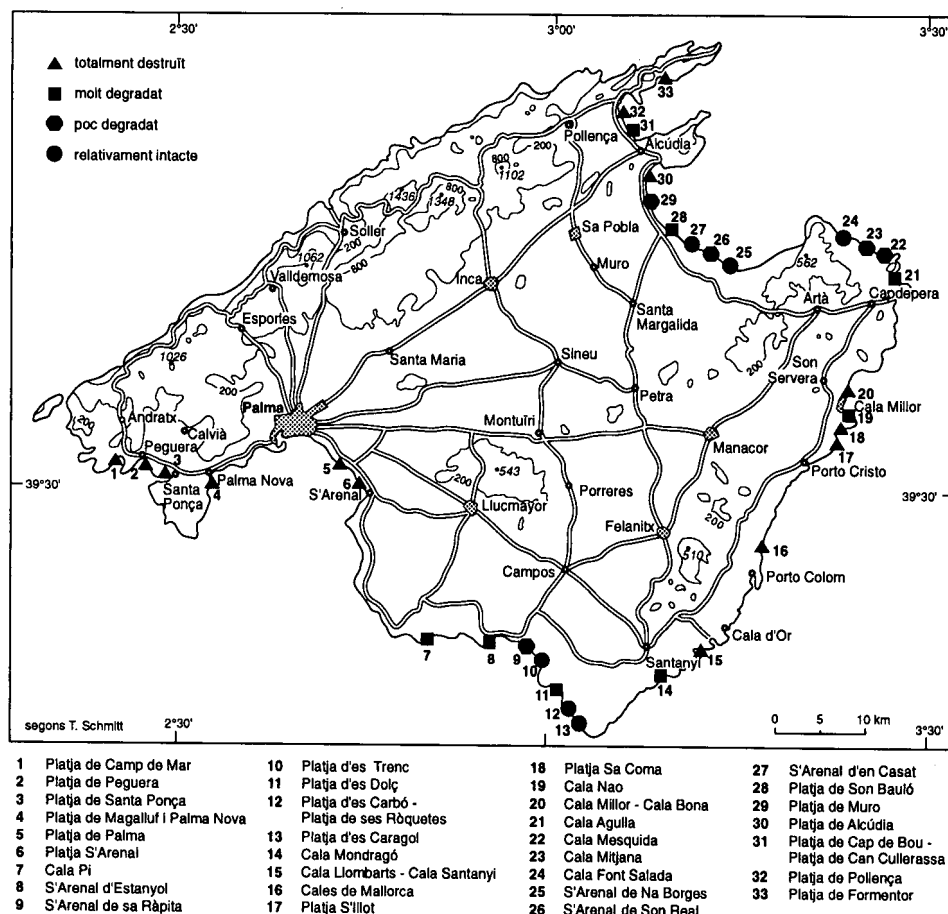 2°30'
3°00'
3°30'
totalment destruït
molt degradat
poc degradat
relativament intacte
33
32
31
Pollença
Alcúdia
200
800
1102
30
29
1436
800
1348
28
27
26
25
24
23
22
21
Sóller
200
Sa Pobla
562
1062
800
Muro
Valldemosa
Inca
Artà
Capdepera
Esportes
Santa Margalida
1026
Santa Maria
Sineu
200
Son Servera
200
Petra
20
Cala Millor
19
200
Palma
Andratx
Calvià
Montuïri
18
Peguera
Manacor
17
1
2
3
Santa Ponça
Palma Nova
4
5
6
S'Arenal
200
543
Porto Cristo
39°30'
39°30'
Llucmayor
Porreres
Felanitx
200
510
16
Campos
Porto Colom
Cala d'Or
7
8
9
10
Santanyí
15
14
11
12
13
segons T. Schmitt
2°30'
3°00'
0 5 10 km
3°30'
1 Platja de Camp de Mar
2 Platja de Peguera
3 Platja de Santa Ponça
4 Platja de Magalluf i Palma Nova
5 Platja de Palma
6 Platja S'Arenal
7 Cala Pi
8 S'Arenal d'Estanyol
9 S'Arenal de sa Ràpita
10 Platja d'es Trenc
11 Platja d'es Dolç
12 Platja d'es Carbó -
Platja de ses Ròquetes
13 Platja d'es Caragol
14 Cala Mondragó
15 Cala Llombarts - Cala Santanyi
16 Cales de Mallorca
17 Platja S'Illot
18 Platja Sa Coma
19 Cala Nao
20 Cala Millor - Cala Bona
21 Cala Agulla
22 Cala Mesquida
23 Cala Mitjana
24 Cala Font Salada
25 S'Arenal de Na Borges
26 S'Arenal de Son Real
27 S'Arenal d'en Casat
28 Platja de Son Bauló
29 Platja de Muro
30 Platja de Alcúdia
31 Platja de Cap de Bou -
Platja de Can Cullerassa
32 Platja de Pollença
33 Platja de Formentor